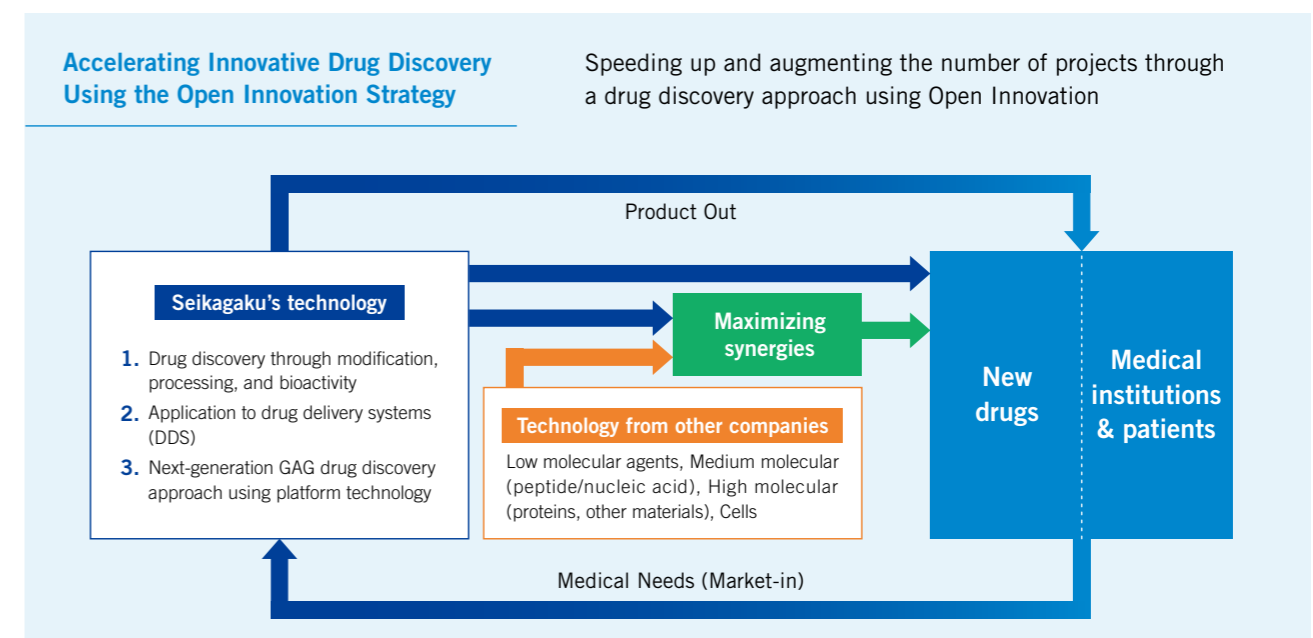 Accelerating Innovative Drug Discovery
Using the Open Innovation Strategy
Speeding up and augmenting the number of projects through
a drug discovery approach using Open Innovation
Product Out
Seikagaku's technology
1. Drug discovery through modification,
processing, and bioactivity
2. Application to drug delivery systems
(DDS)
3. Next-generation GAG drug discovery
approach using platform technology
Maximizing
synergies
Technology from other companies
Low molecular agents, Medium molecular
(peptide/nucleic acid), High molecular
(proteins, other materials), Cells
New
drugs
Medical
institutions
& patients
Medical Needs (Market-in)